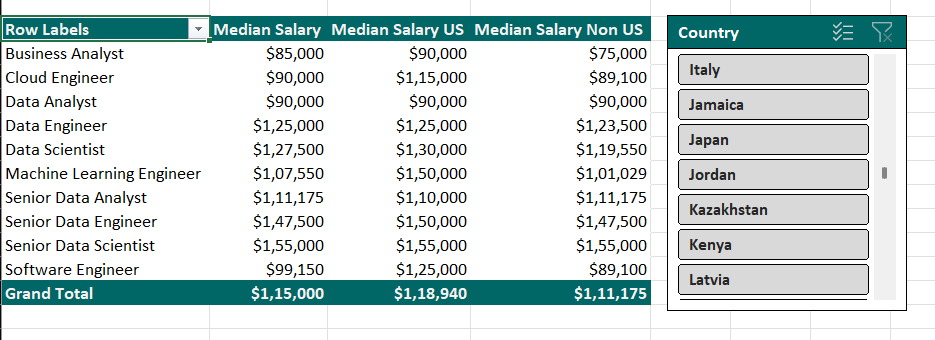 Row Labels Median Salary Median Salary US Median Salary Non US
Business Analyst $85,000 $90,000 $75,000
Cloud Engineer $90,000 $1,15,000 $89,100
Data Analyst $90,000 $90,000 $90,000
Data Engineer $1,25,000 $1,25,000 $1,23,500
Data Scientist $1,27,500 $1,30,000 $1,19,550
Machine Learning Engineer $1,07,550 $1,50,000 $1,01,029
Senior Data Analyst $1,11,175 $1,10,000 $1,11,175
Senior Data Engineer $1,47,500 $1,50,000 $1,47,500
Senior Data Scientist $1,55,000 $1,55,000 $1,55,000
Software Engineer $99,150 $1,25,000 $89,100
Grand Total $1,15,000 $1,18,940 $1,11,175
Country
Italy
Jamaica
Japan
Jordan
Kazakhstan
Kenya
Latvia